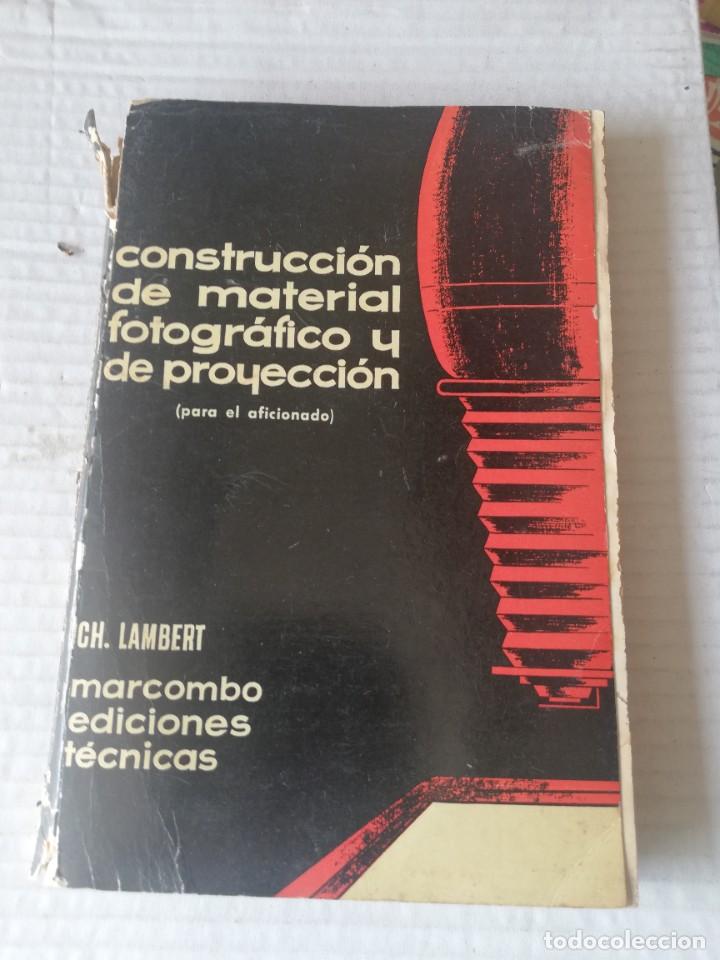 construcción
de material
fotográfico y
de proyección
(para el aficionado)
CH. LAMBERT
marcombo
ediciones
técnicas
todocoleccion